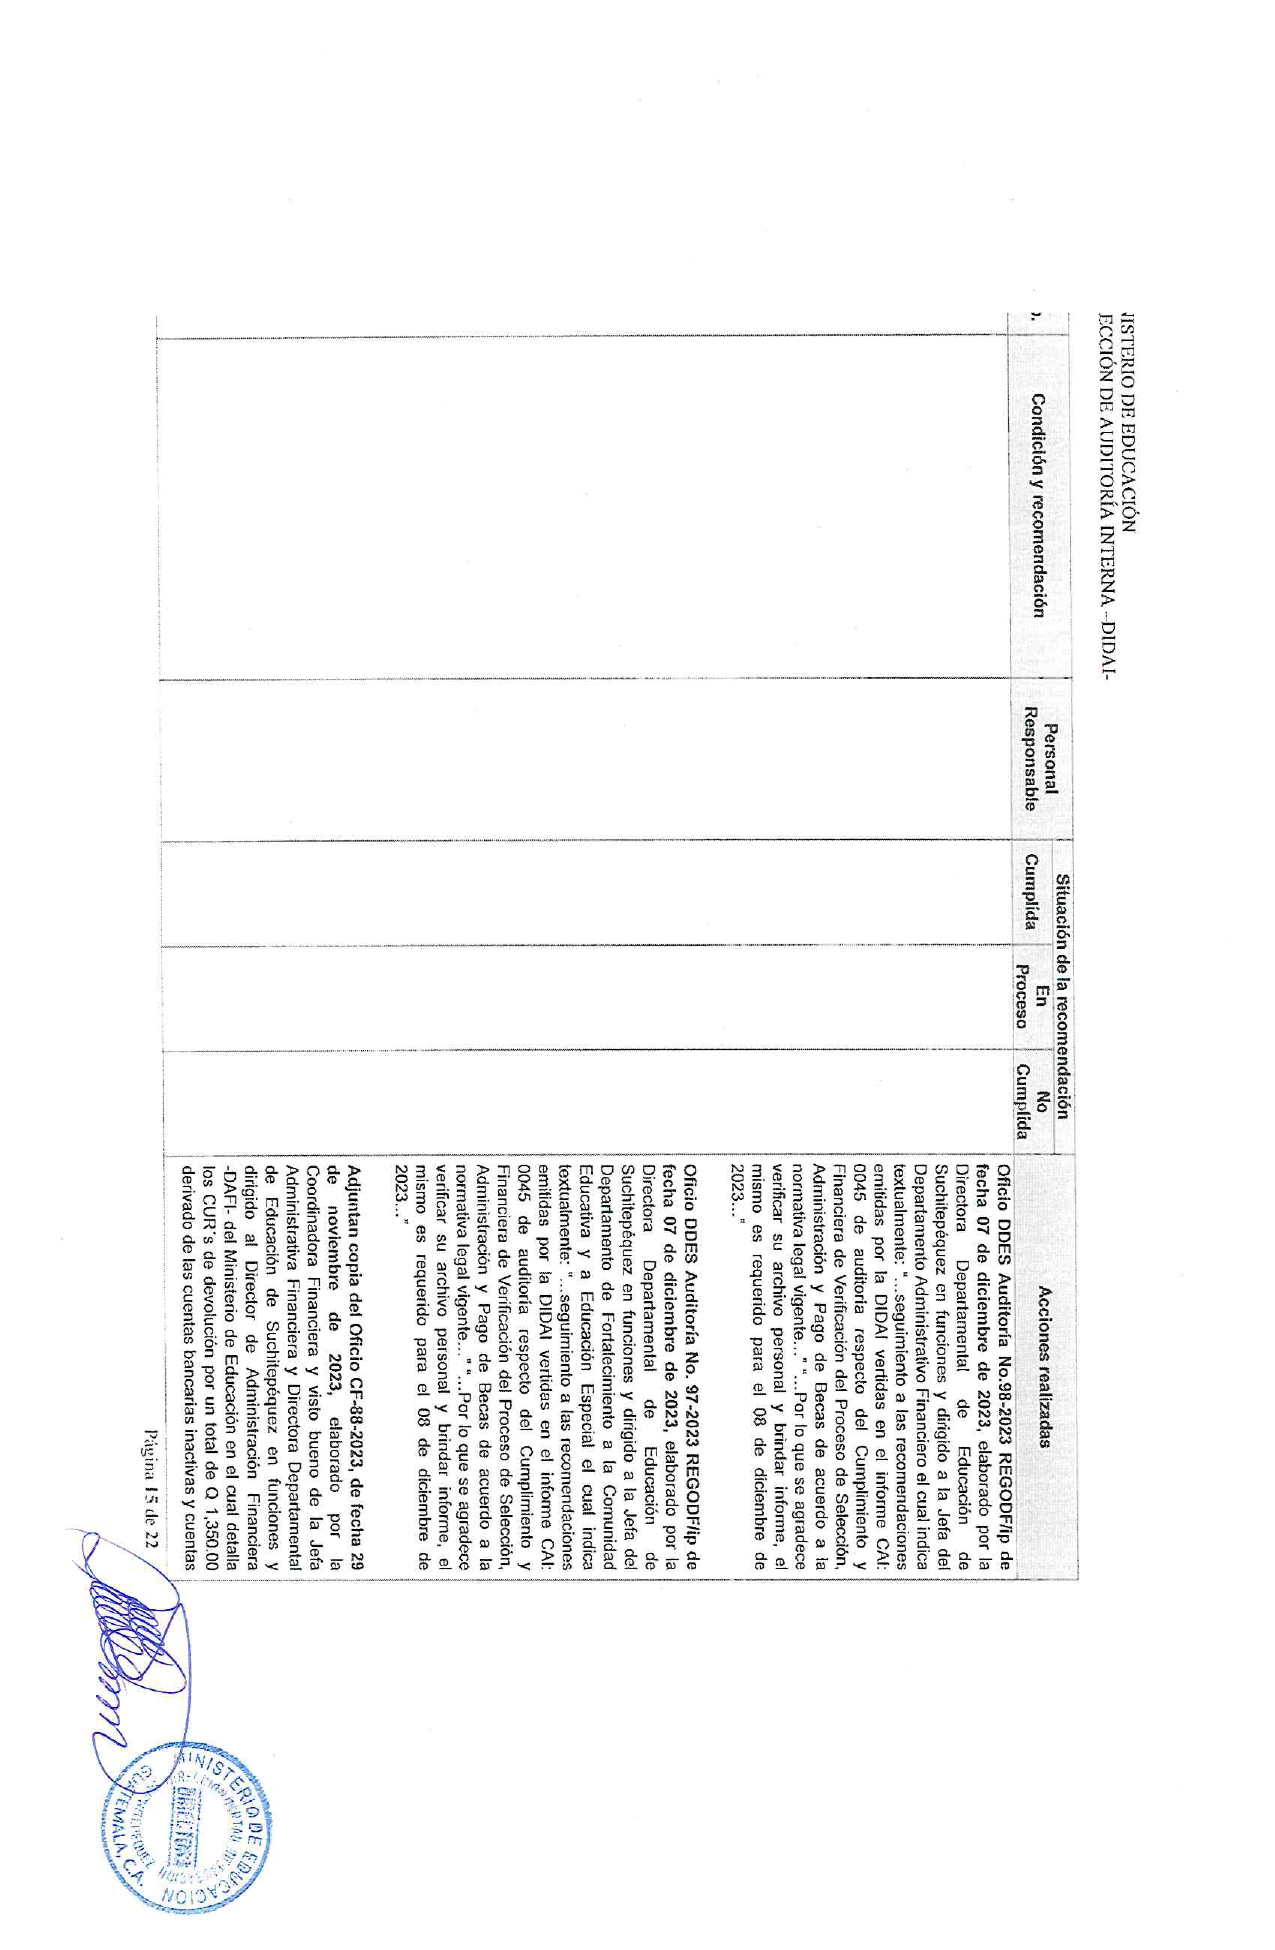 ISTERIO DE EDUCACIÓN
ECCIÓN DE AUDITORÍA INTERNA –DIDAI-
Condición y recomendación
Personal
Responsable
Situación de la recomendación
Cumplida
En
Proceso
No
Cumplida
Acciones realizadas
Oficio DDES Auditoría No.98-2023 REGODF/ip de
fecha 07 de diciembre de 2023, elaborado por la
Directora Departamental de Educación de
Suchitepéquez en funciones y dirigido a la Jefa del
Departamento Administrativo Financiero el cual indica
textualmente: "...seguimiento a las recomendaciones
emitidas por la DIDAI vertidas en el informe CAI:
0045 de auditoría respecto del Cumplimiento y
Financiera de Verificación del Proceso de Selección,
Administración y Pago de Becas de acuerdo a la
normativa legal vigente..." "...Por lo que se agradece
verificar su archivo personal y brindar informe, el
mismo es requerido para el 08 de diciembre de
2023..."
Oficio DDES Auditoría No. 97-2023 REGODF/ip de
fecha 07 de diciembre de 2023, elaborado por la
Directora Departamental de Educación de
Suchitepéquez en funciones y dirigido a la Jefa del
Departamento de Fortalecimiento a la Comunidad
Educativa y a Educación Especial el cual indica
textualmente: "...seguimiento a las recomendaciones
emitidas por la DIDAI vertidas en el informe CAI:
0045 de auditoría respecto del Cumplimiento y
Financiera de Verificación del Proceso de Selección,
Administración y Pago de Becas de acuerdo a la
normativa legal vigente..." "...Por lo que se agradece
verificar su archivo personal y brindar informe, el
mismo es requerido para el 08 de diciembre de
2023..."
Adjuntan copia del Oficio CF-88-2023, de fecha 29
de noviembre de 2023, elaborado por la
Coordinadora Financiera y visto bueno de la Jefa
Administrativa Financiera y Directora Departamental
de Educación de Suchitepéquez en funciones y
dirigido al Director de Administración Financiera
-DAFI- del Ministerio de Educación en el cual detalla
los CUR's de devolución por un total de Q 1,350.00
derivado de las cuentas bancarias inactivas y cuentas
Página 15 de 22
MINISTERIO DE EDUCACION
GUATEMALA, C.A.